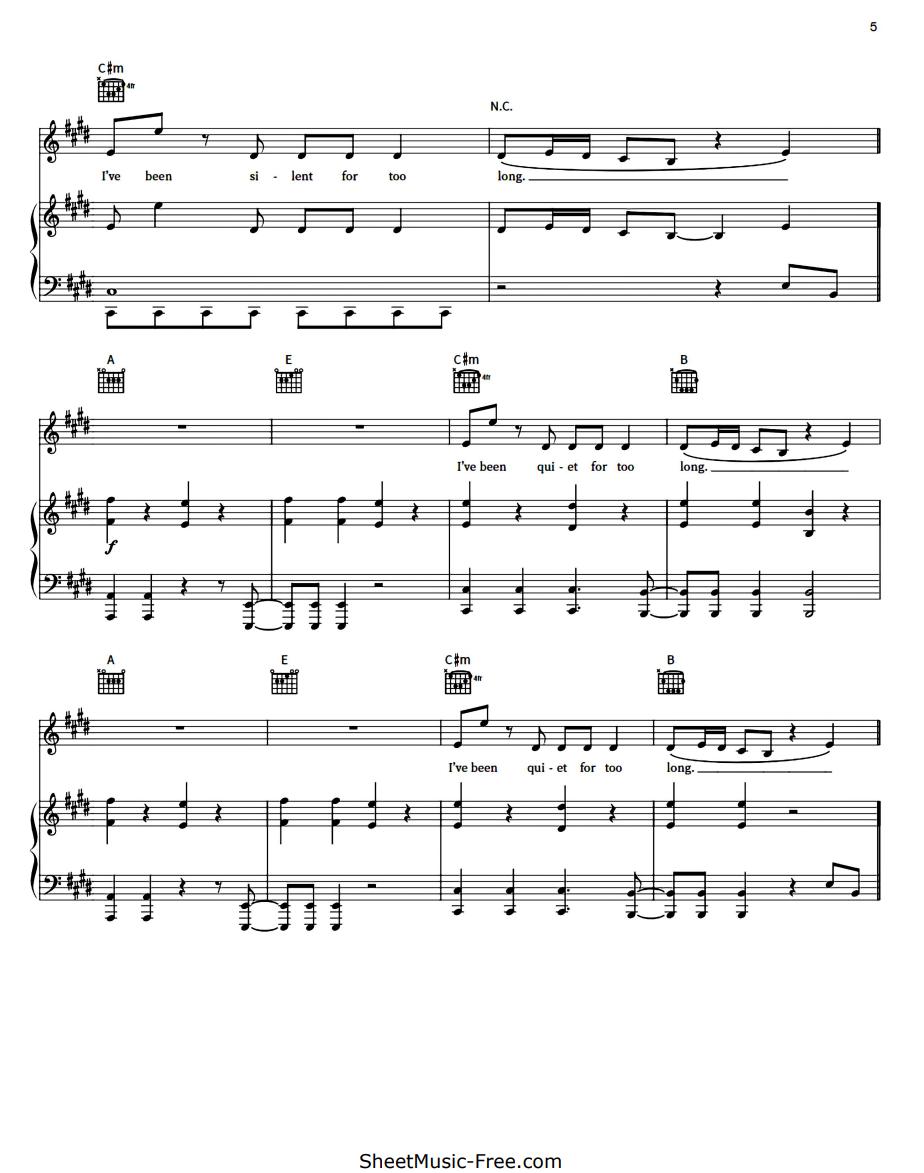 5
C♯m
4fr
N.C.
I've been si - lent for too long.
A E C♯m B
4fr
I've been qui - et for too long.
f
A E C♯m B
4fr
I've been qui - et for too long.
SheetMusic-Free.com